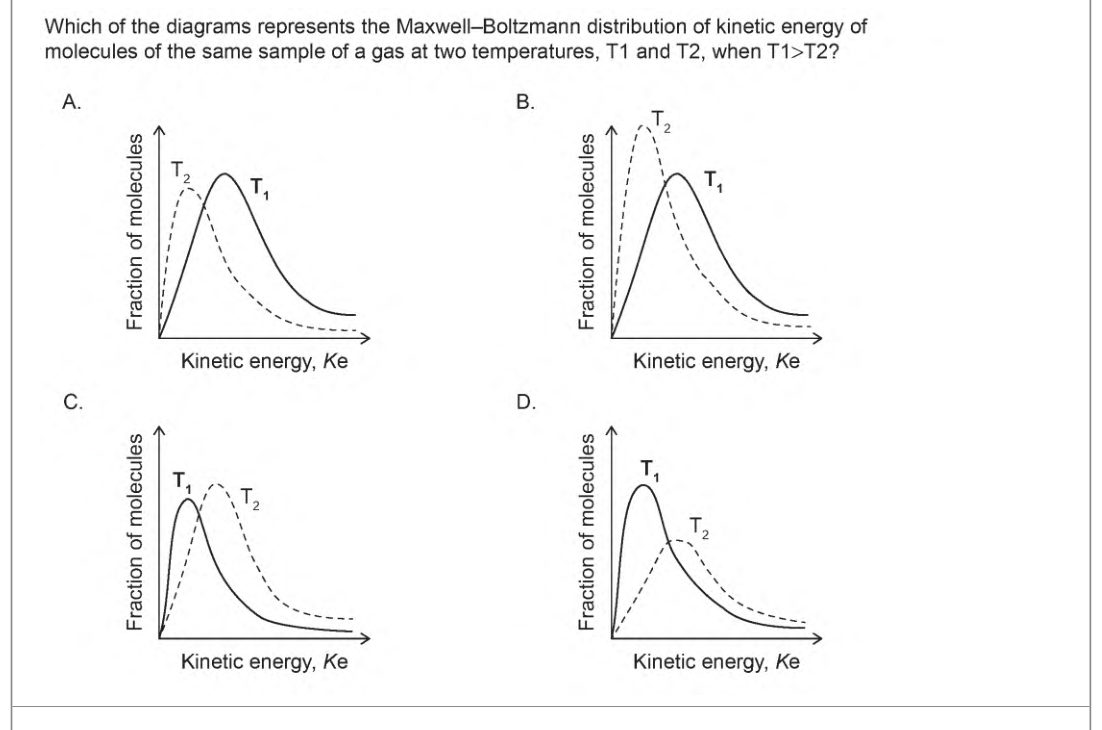 Which of the diagrams represents the Maxwell–Boltzmann distribution of kinetic energy of
molecules of the same sample of a gas at two temperatures, T1 and T2, when T1>T2?
A.
Fraction of molecules
T2
T1
Kinetic energy, Ke
B.
Fraction of molecules
T2
T1
Kinetic energy, Ke
C.
Fraction of molecules
T1
T2
Kinetic energy, Ke
D.
Fraction of molecules
T1
T2
Kinetic energy, Ke